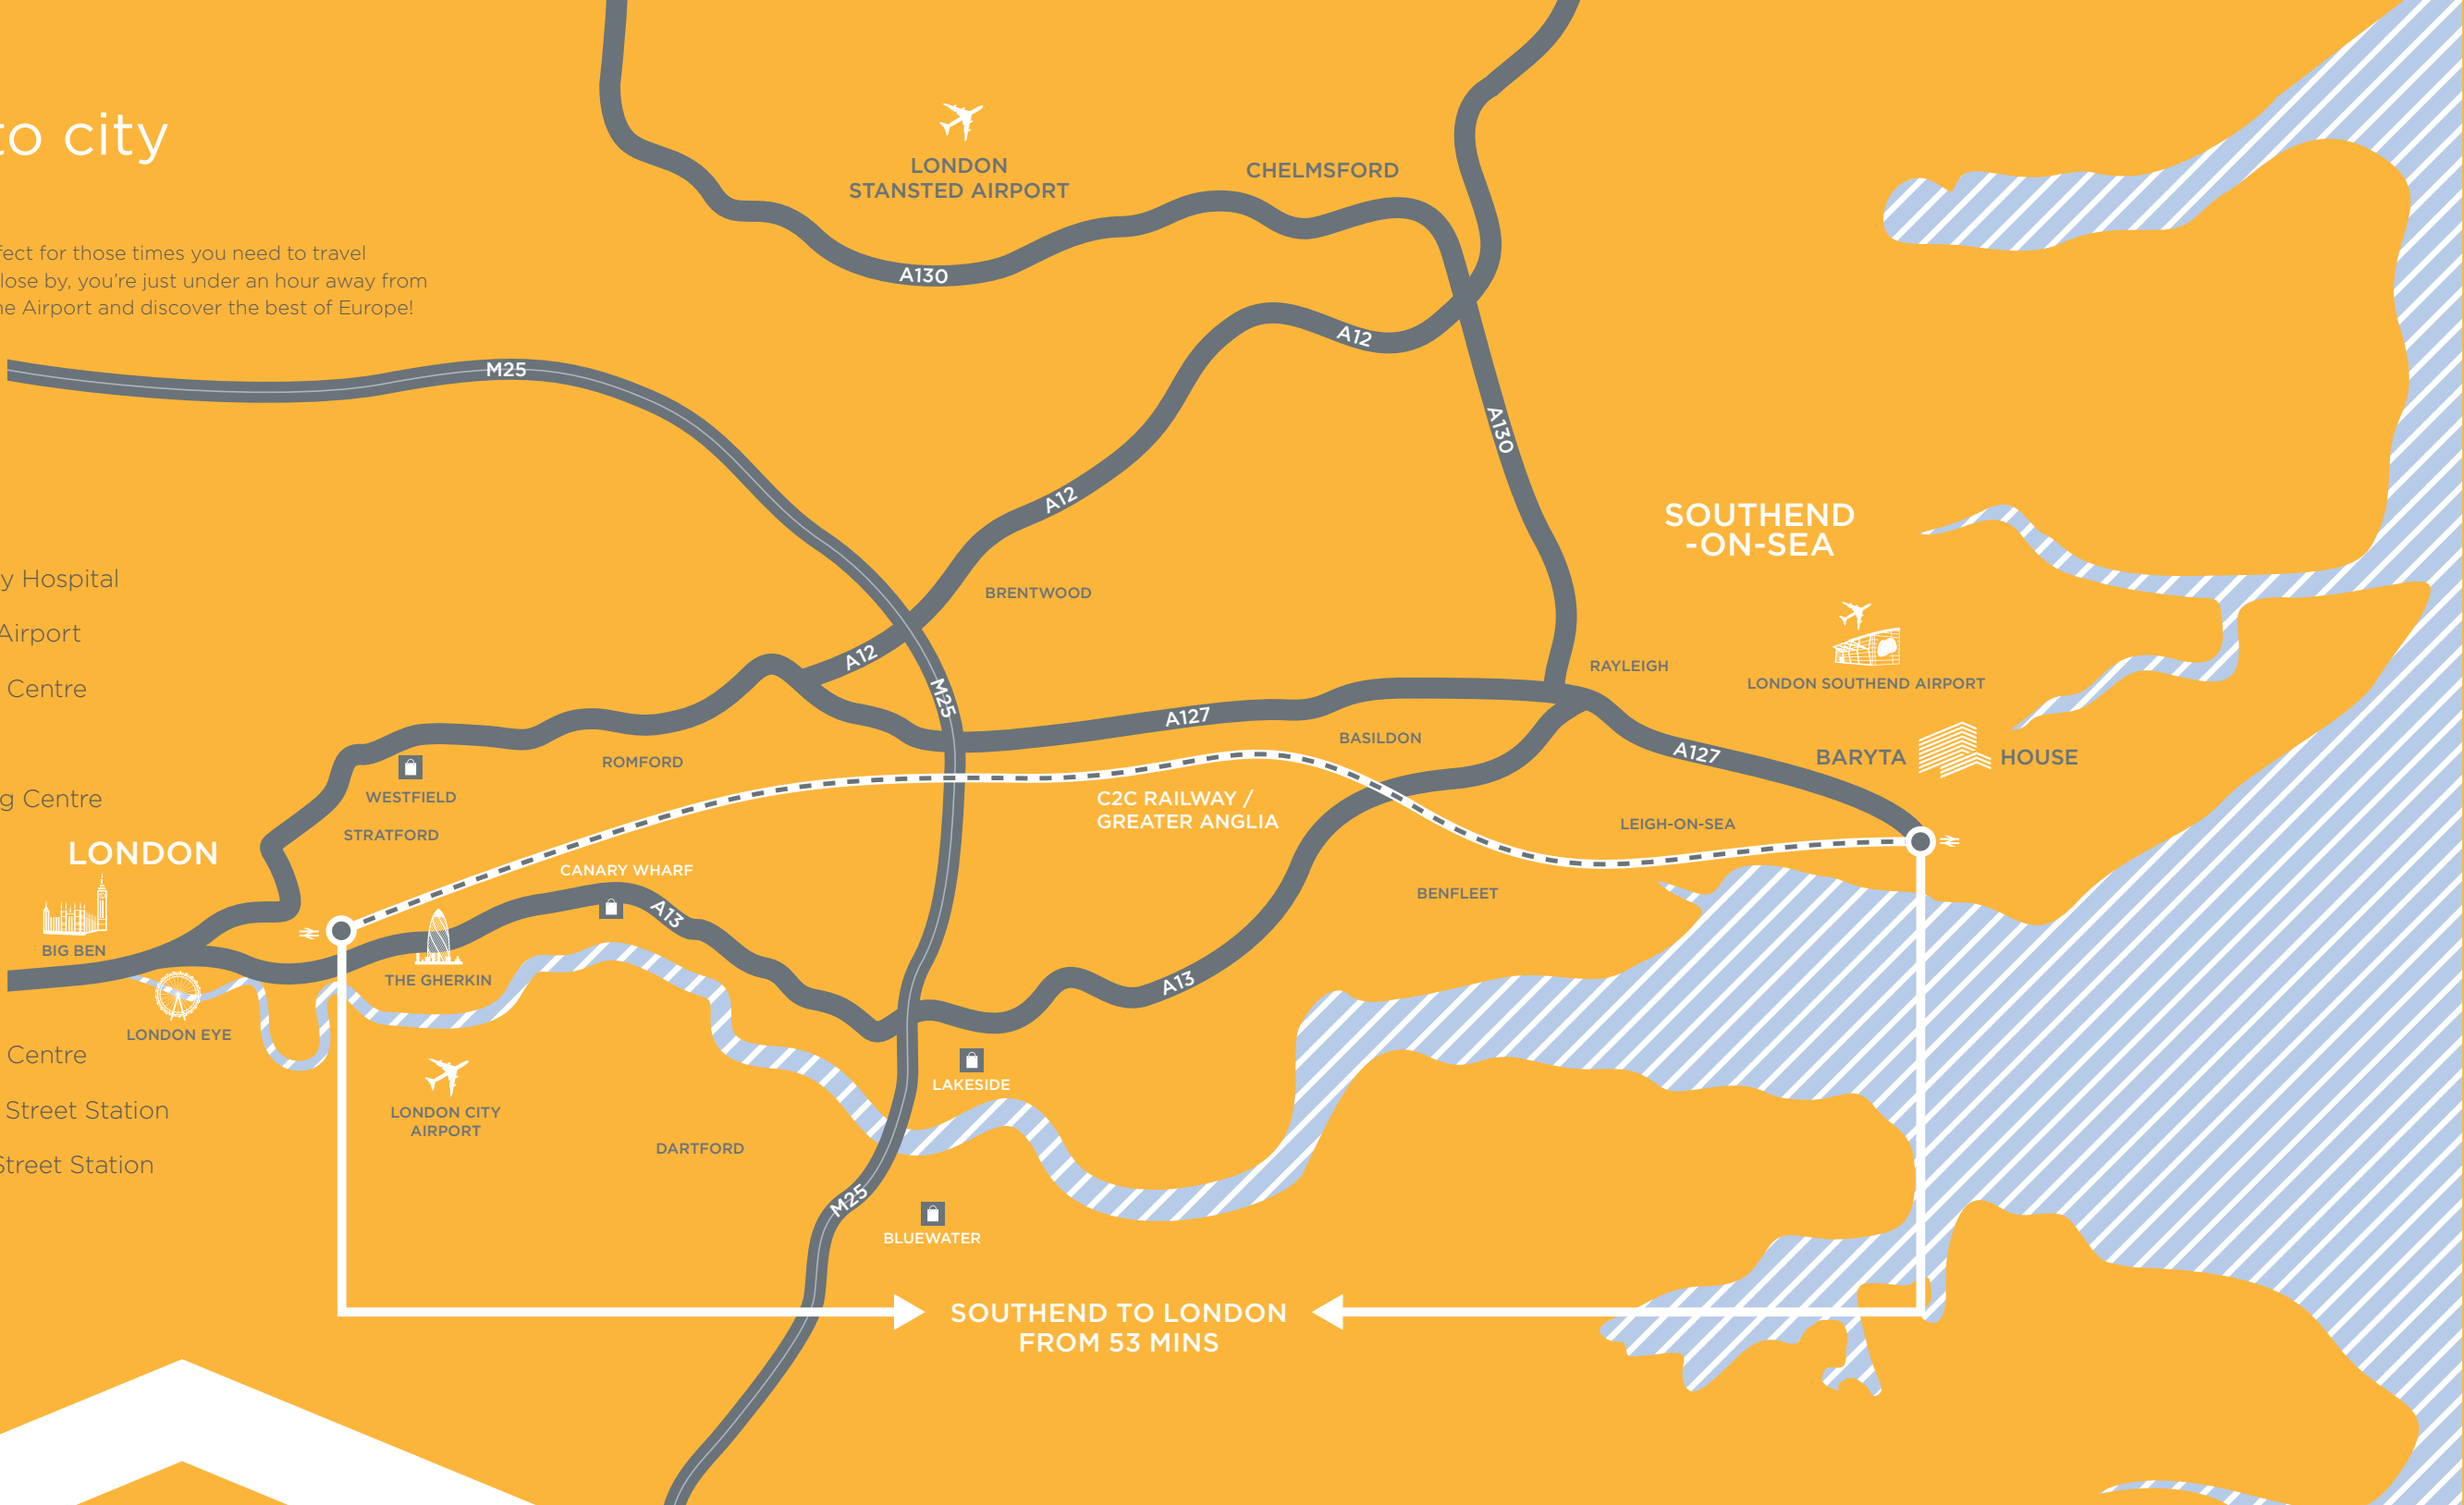 to city
fect for those times you need to travel
lose by, you're just under an hour away from
ne Airport and discover the best of Europe!
y Hospital
Airport
Centre
g Centre
Centre
Street Station
Street Station
LONDON
STANSTED AIRPORT
CHELMSFORD
A130
A12
M25
A130
A12
SOUTHEND
-ON-SEA
BRENTWOOD
A12
RAYLEIGH
LONDON SOUTHEND AIRPORT
M25
A127
BASILDON
A127
BARYTA
HOUSE
ROMFORD
WESTFIELD
STRATFORD
C2C RAILWAY /
GREATER ANGLIA
LEIGH-ON-SEA
LONDON
CANARY WHARF
BENFLEET
A13
BIG BEN
THE GHERKIN
A13
LONDON EYE
LAKESIDE
LONDON CITY
AIRPORT
DARTFORD
M25
BLUEWATER
SOUTHEND TO LONDON
FROM 53 MINS